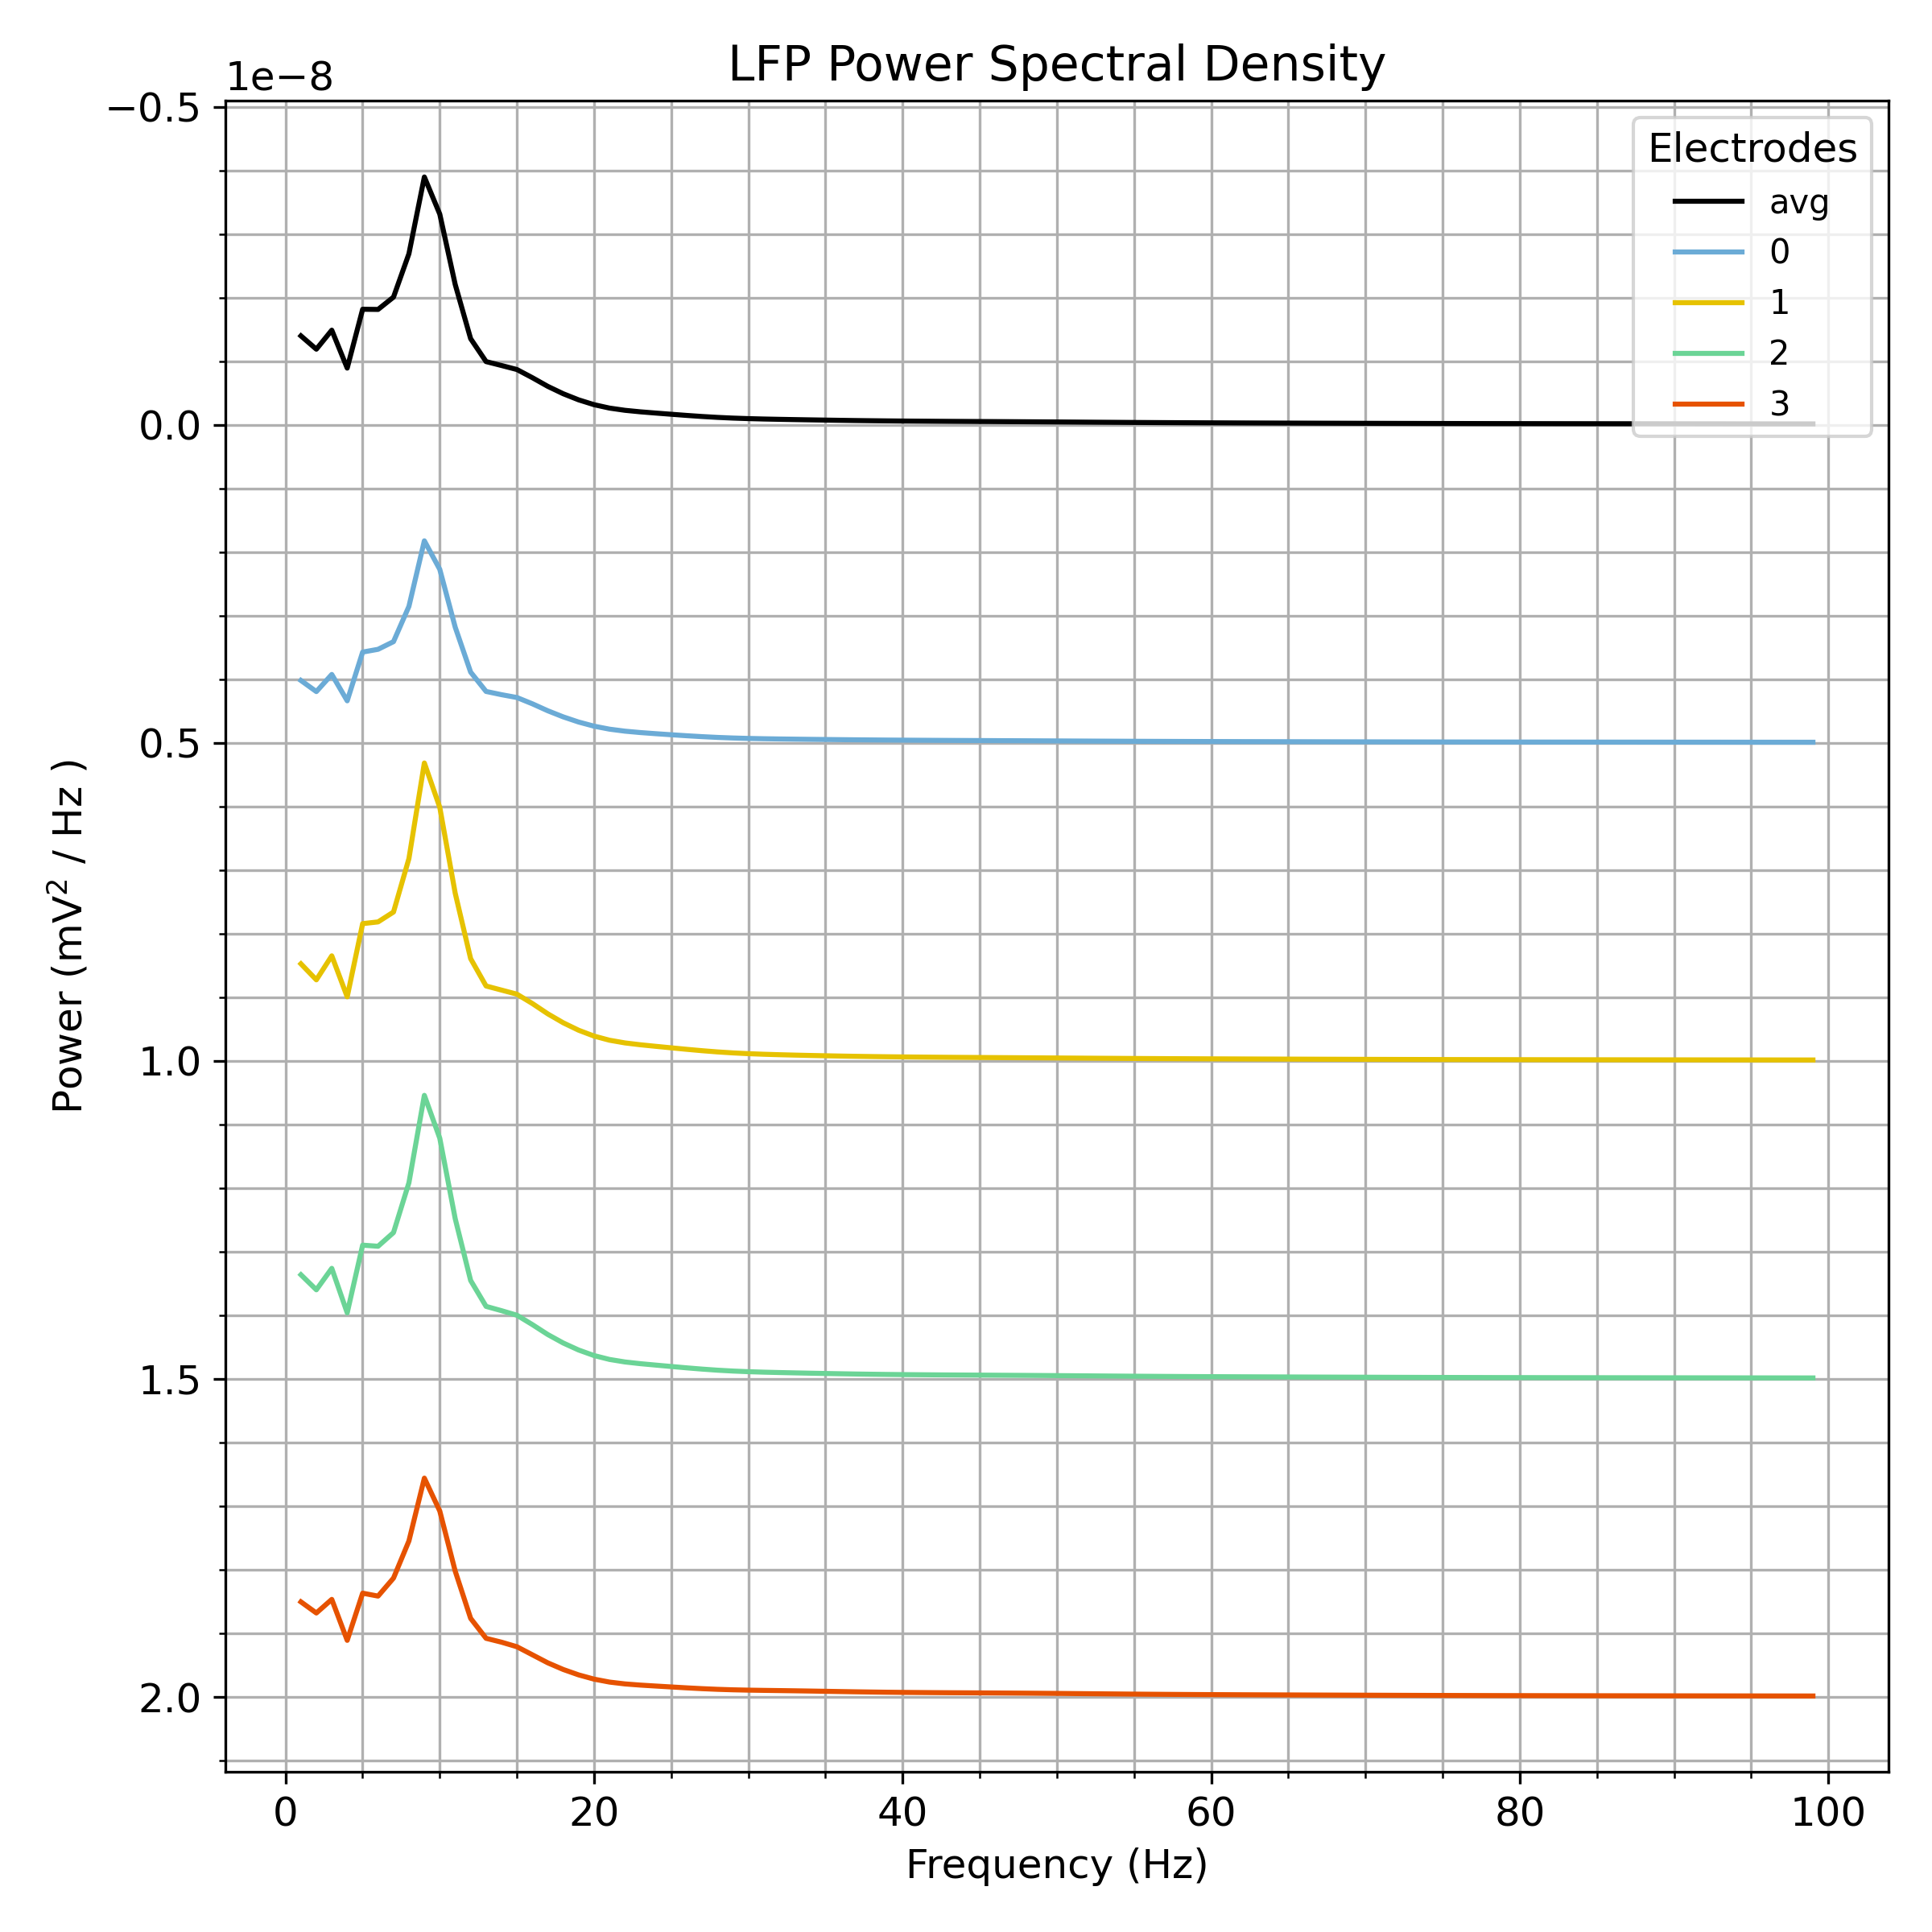 LFP Power Spectral Density
1e−8
−0.5
0.0
0.5
1.0
1.5
2.0
Power (mV² / Hz )
Electrodes
avg
0
1
2
3
0 20 40 60 80 100
Frequency (Hz)